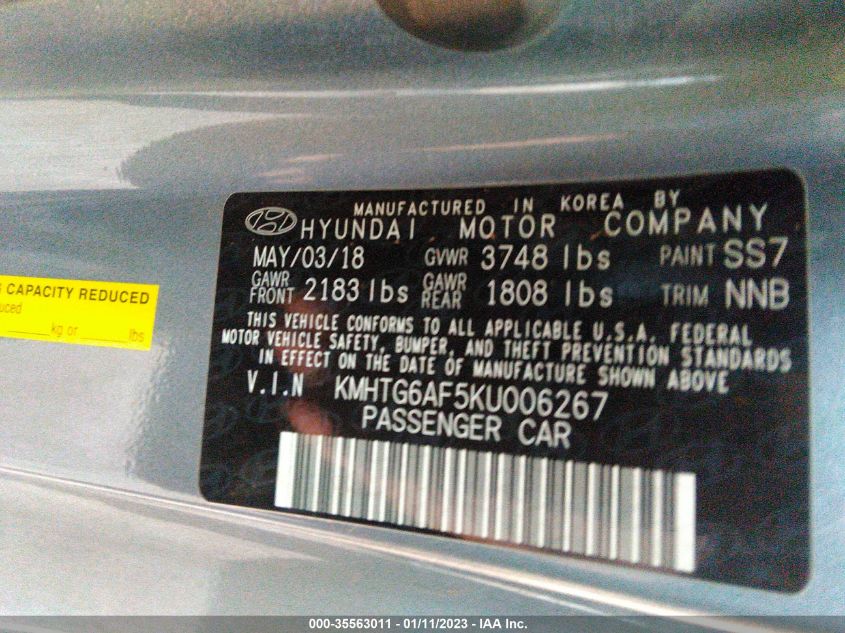 MANUFACTURED IN KOREA BY
HYUNDAI MOTOR COMPANY
MAY/03/18 GVWR 3748 lbs PAINT SS7
GAWR FRONT 2183 lbs GAWR REAR 1808 lbs TRIM NNB
THIS VEHICLE CONFORMS TO ALL APPLICABLE U.S.A. FEDERAL
MOTOR VEHICLE SAFETY, BUMPER, AND THEFT PREVENTION STANDARDS
IN EFFECT ON THE DATE OF MANUFACTURE SHOWN ABOVE
V.I.N KMHTG6AF5KU006267
PASSENGER CAR
CAPACITY REDUCED
kg or lbs
000-35563011 - 01/11/2023 - IAA Inc.